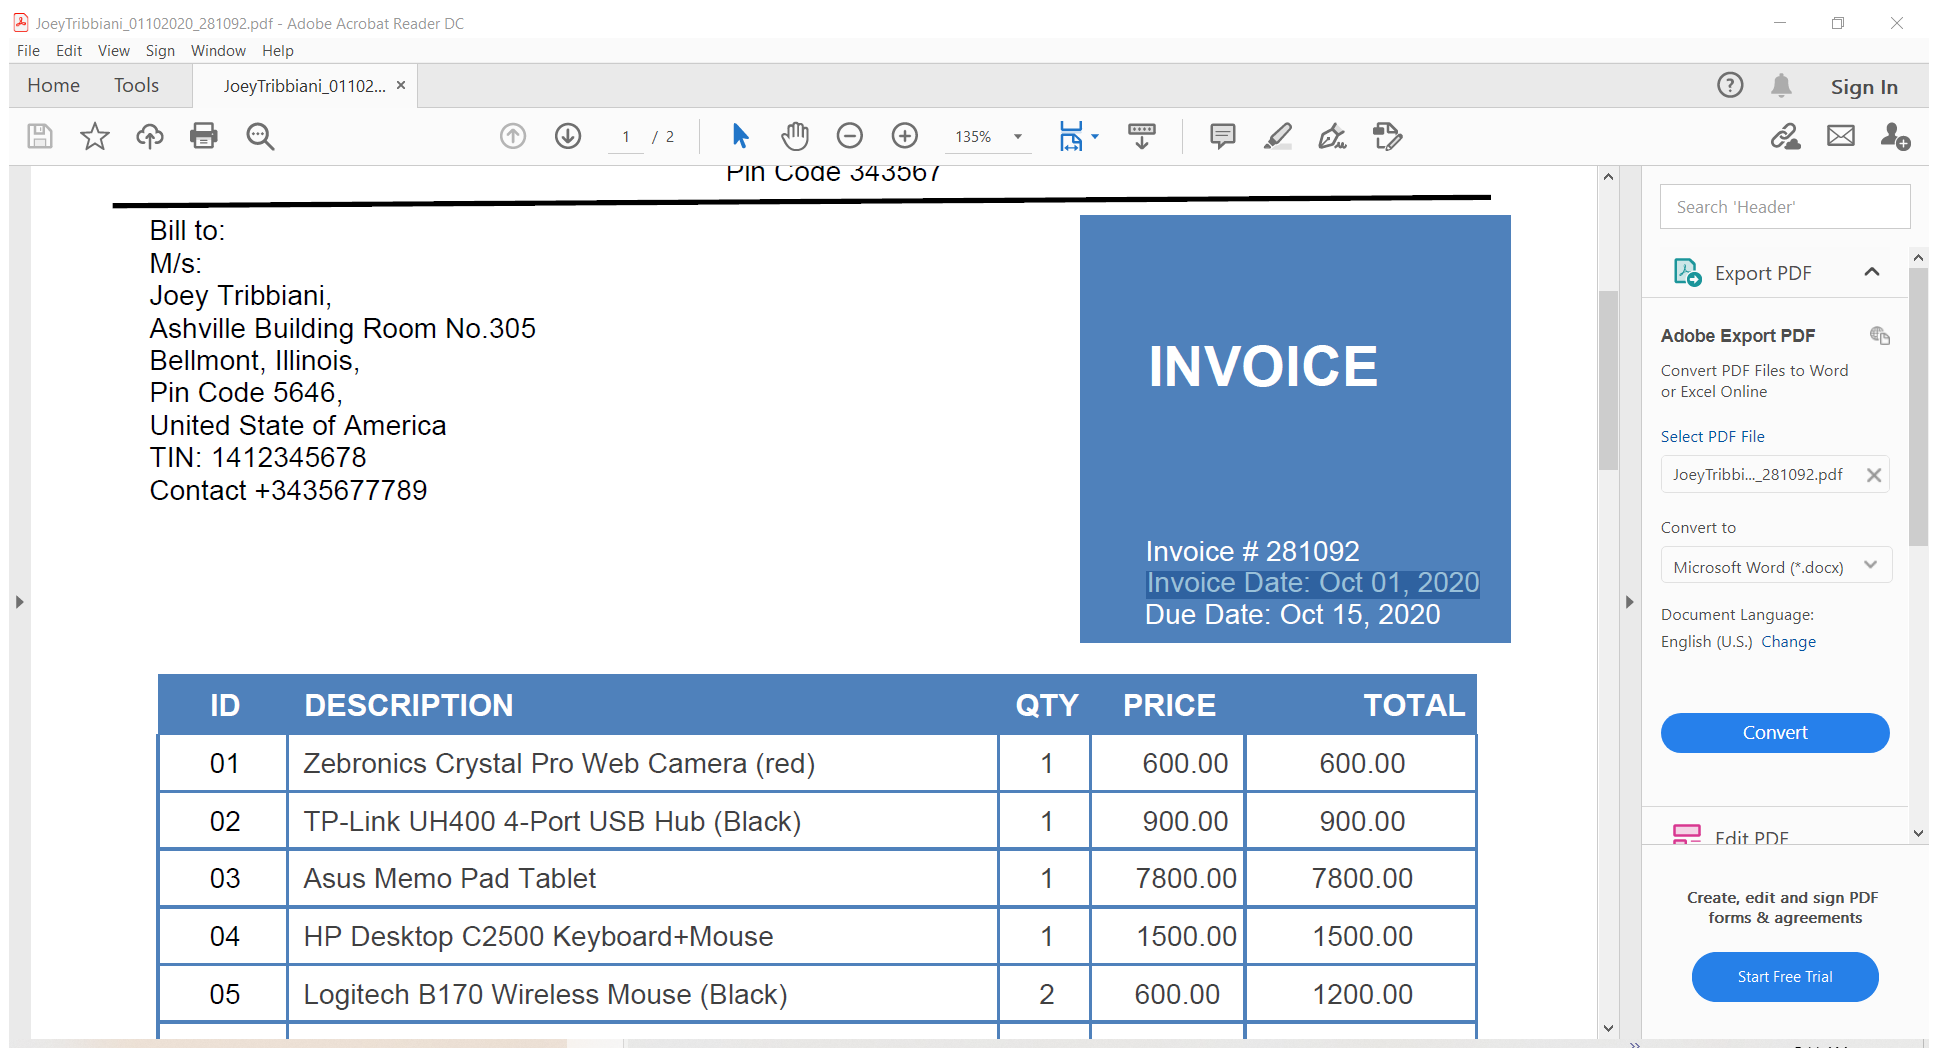 JoeyTribbiani_01102020_281092.pdf - Adobe Acrobat Reader DC
File Edit View Sign Window Help
Home Tools JoeyTribbiani_01102... × Sign In
1 / 2 135%
Pin Code 343567
Bill to:
M/s:
Joey Tribbiani,
Ashville Building Room No.305
Bellmont, Illinois,
Pin Code 5646,
United State of America
TIN: 1412345678
Contact +3435677789
INVOICE
Invoice # 281092
Invoice Date: Oct 01, 2020
Due Date: Oct 15, 2020
ID DESCRIPTION QTY PRICE TOTAL
01 Zebronics Crystal Pro Web Camera (red) 1 600.00 600.00
02 TP-Link UH400 4-Port USB Hub (Black) 1 900.00 900.00
03 Asus Memo Pad Tablet 1 7800.00 7800.00
04 HP Desktop C2500 Keyboard+Mouse 1 1500.00 1500.00
05 Logitech B170 Wireless Mouse (Black) 2 600.00 1200.00
Search 'Header'
Export PDF
Adobe Export PDF
Convert PDF Files to Word
or Excel Online
Select PDF File
JoeyTribbi..._281092.pdf
Convert to
Microsoft Word (*.docx)
Document Language:
English (U.S.) Change
Convert
Edit PDF
Create, edit and sign PDF
forms & agreements
Start Free Trial